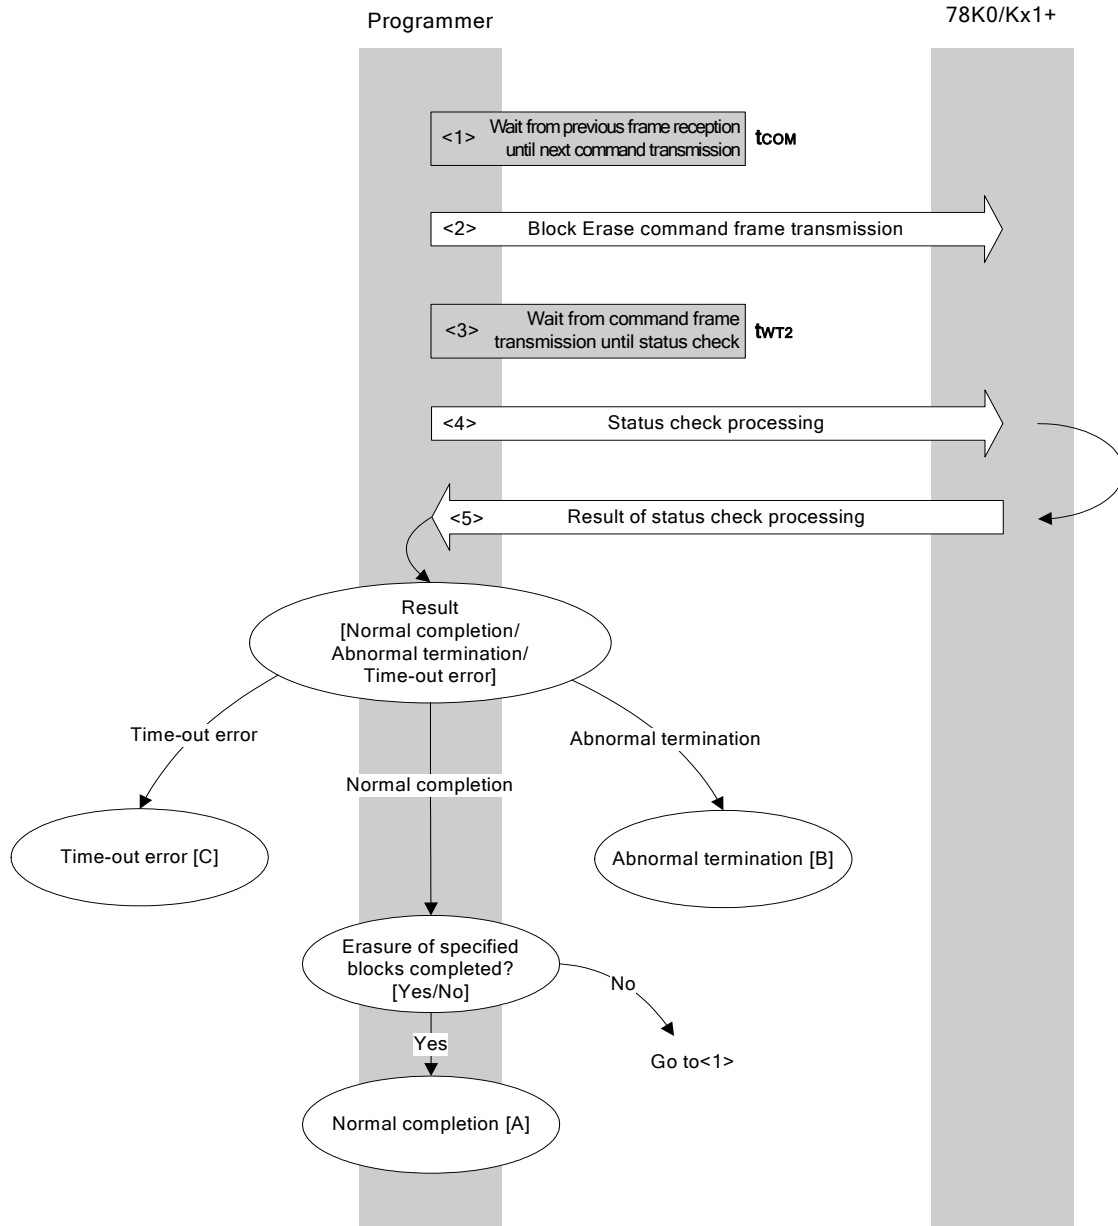 Programmer
78K0/Kx1+
<1> Wait from previous frame reception
until next command transmission
tCOM
<2> Block Erase command frame transmission
<3> Wait from command frame
transmission until status check
tWT2
<4> Status check processing
<5> Result of status check processing
Result
[Normal completion/
Abnormal termination/
Time-out error]
Time-out error
Abnormal termination
Normal completion
Time-out error [C]
Abnormal termination [B]
Erasure of specified
blocks completed?
[Yes/No]
No
Yes
Go to<1>
Normal completion [A]